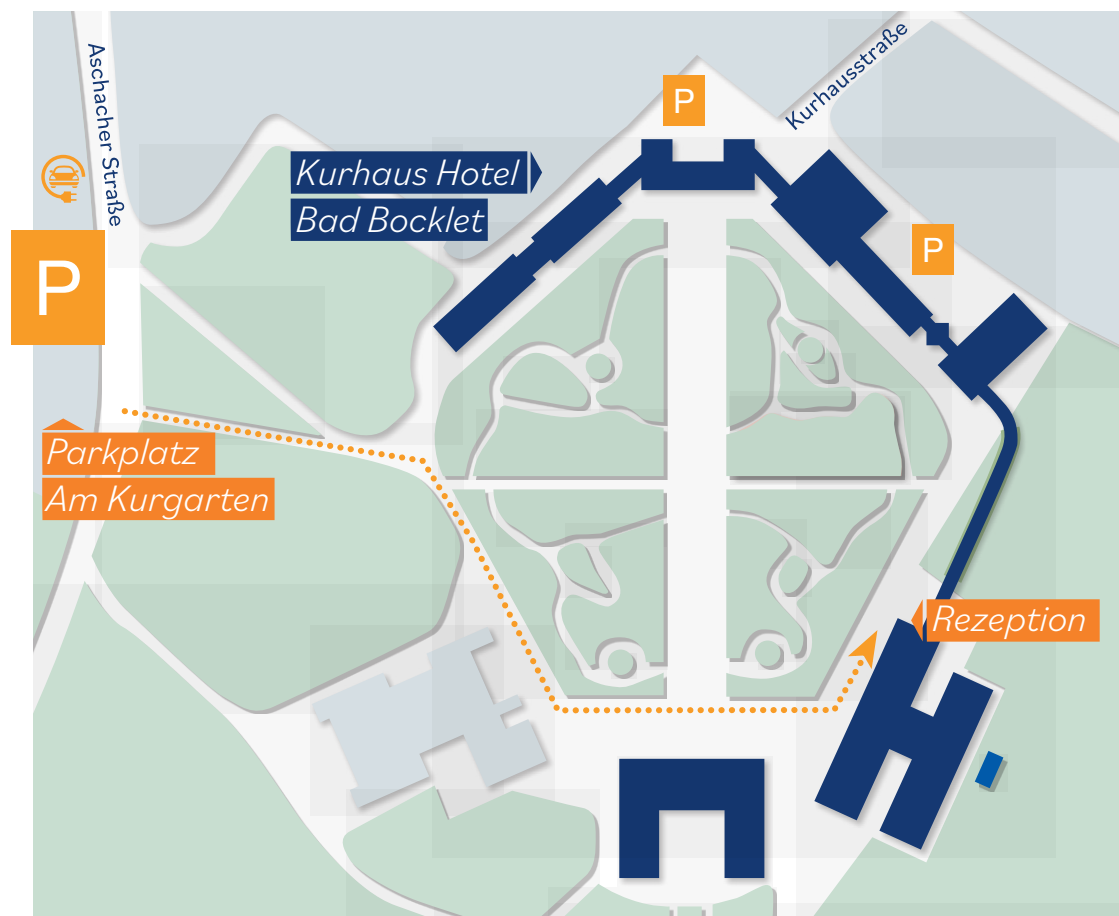 Aschacher Straße
Kurhausstraße
P
Kurhaus Hotel
Bad Bocklet
P
P
Parkplatz
Am Kurgarten
Rezeption